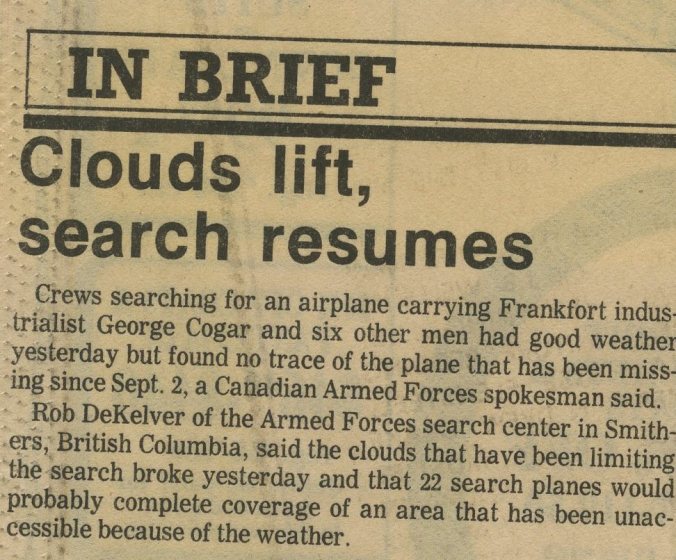 IN BRIEF
Clouds lift,
search resumes
Crews searching for an airplane carrying Frankfort indus-
trialist George Cogar and six other men had good weather
yesterday but found no trace of the plane that has been miss-
ing since Sept. 2, a Canadian Armed Forces spokesman said.
Rob DeKelver of the Armed Forces search center in Smith-
ers, British Columbia, said the clouds that have been limiting
the search broke yesterday and that 22 search planes would
probably complete coverage of an area that has been unac-
cessible because of the weather.